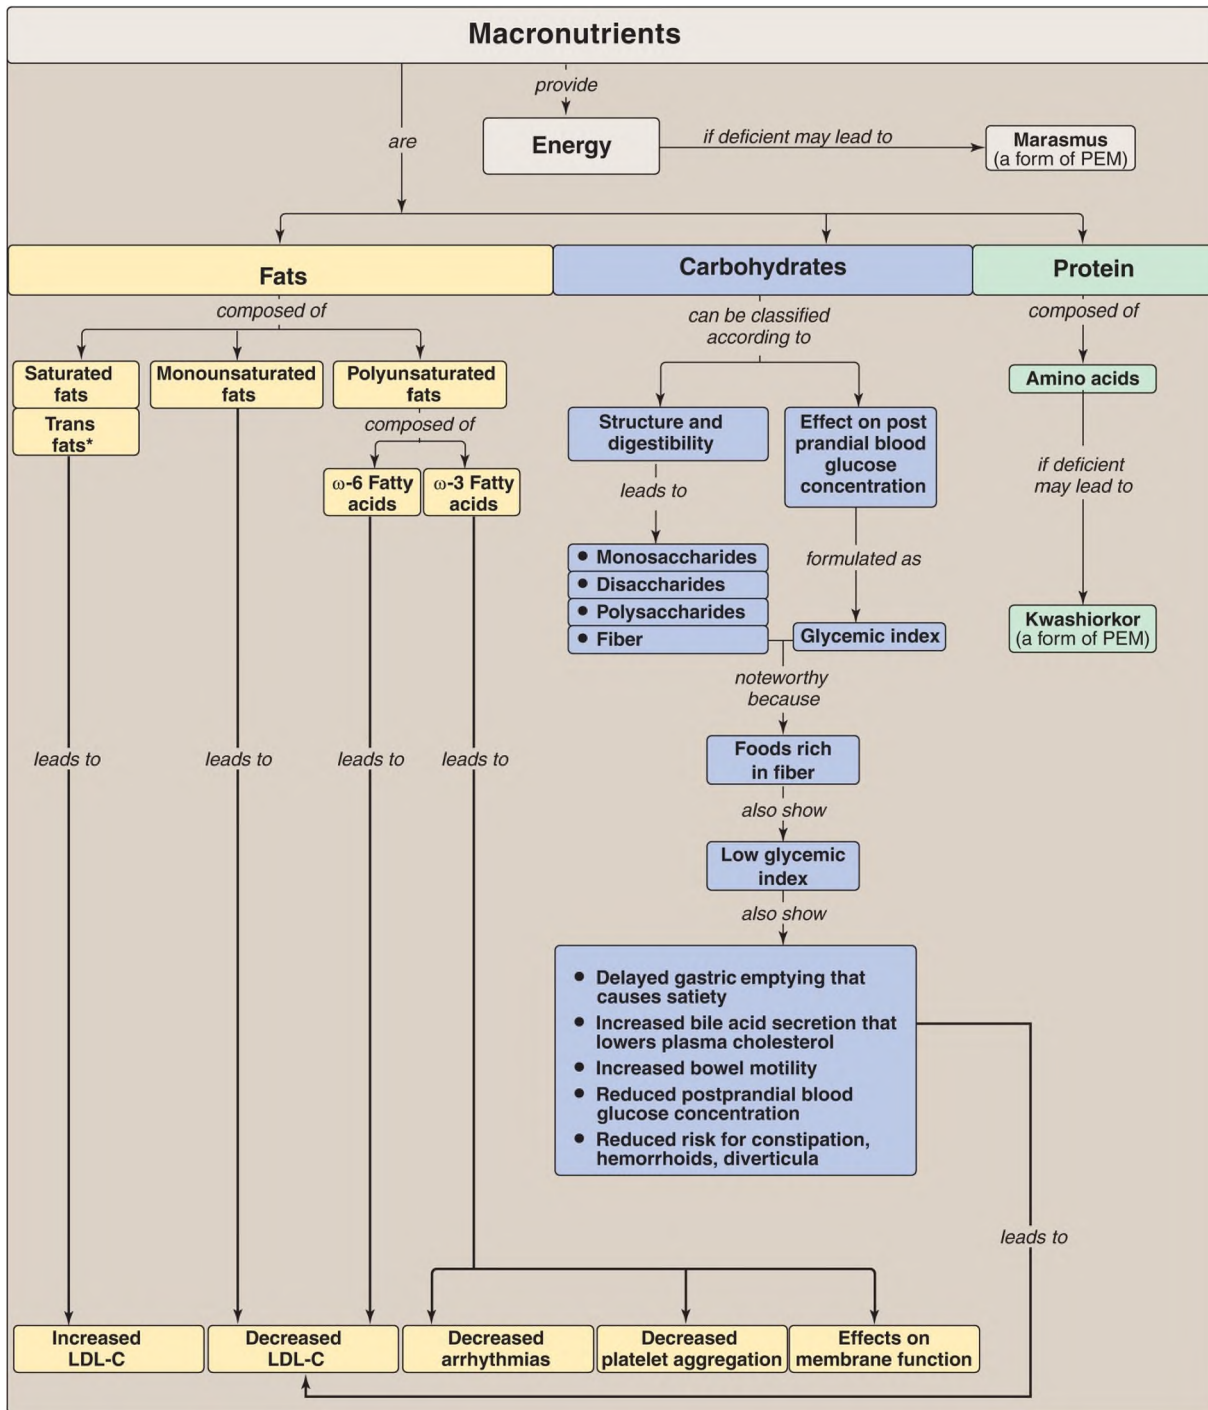 Macronutrients
provide
are
Energy
if deficient may lead to
Marasmus
(a form of PEM)
Fats
Carbohydrates
Protein
composed of
can be classified
according to
composed of
Saturated
fats
Trans
fats*
Monounsaturated
fats
Polyunsaturated
fats
composed of
ω-6 Fatty
acids
ω-3 Fatty
acids
Structure and
digestibility
Effect on post
prandial blood
glucose
concentration
Amino acids
leads to
formulated as
if deficient
may lead to
• Monosaccharides
• Disaccharides
• Polysaccharides
• Fiber
Glycemic index
Kwashiorkor
(a form of PEM)
noteworthy
because
Foods rich
in fiber
leads to
leads to
leads to
leads to
also show
Low glycemic
index
also show
• Delayed gastric emptying that
causes satiety
• Increased bile acid secretion that
lowers plasma cholesterol
• Increased bowel motility
• Reduced postprandial blood
glucose concentration
• Reduced risk for constipation,
hemorrhoids, diverticula
leads to
Increased
LDL-C
Decreased
LDL-C
Decreased
arrhythmias
Decreased
platelet aggregation
Effects on
membrane function